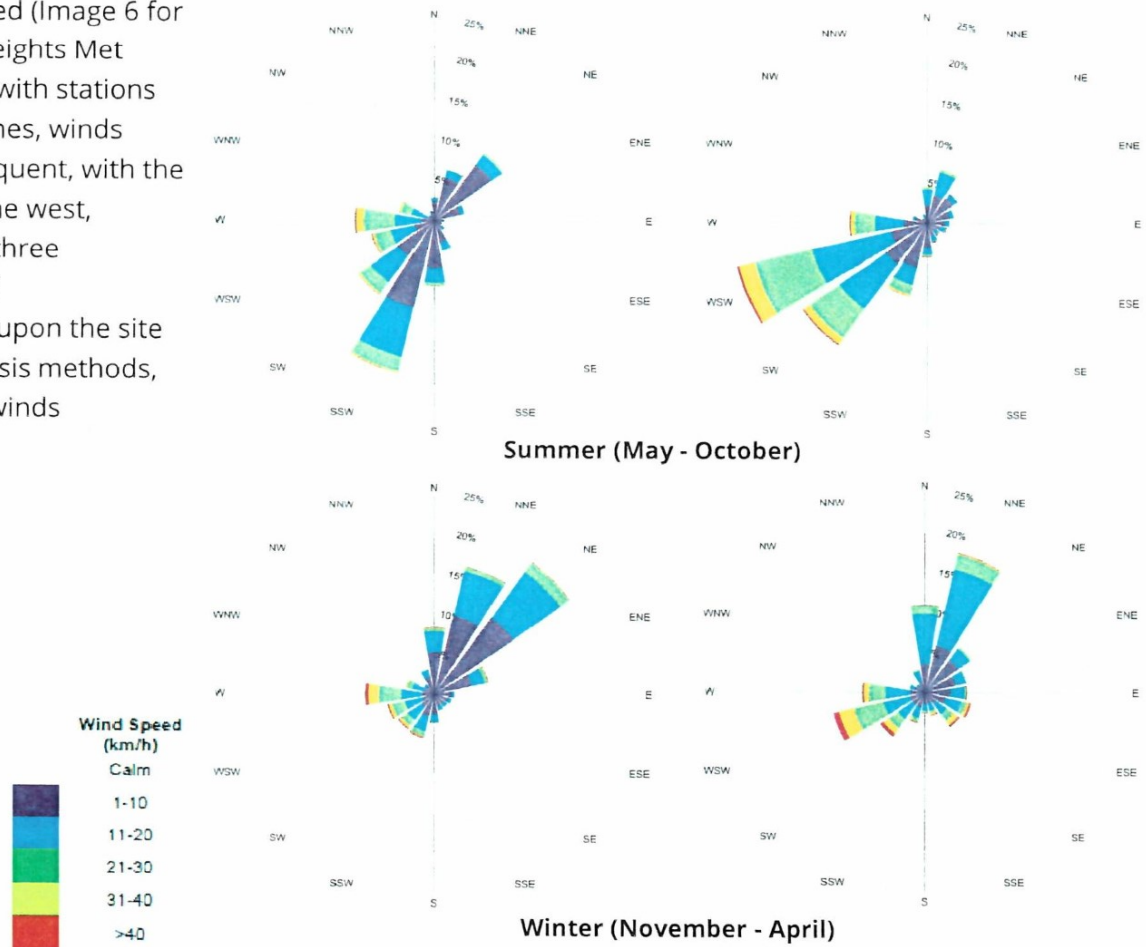 ed (Image 6 for
eights Met
with stations
nes, winds
quent, with the
ne west,
three
upon the site
sis methods,
winds
N
25%
NNE
20%
NE
15%
10%
ENE
5%
E
ESE
SE
SSE
S
SSW
SW
WSW
W
WNW
NW
NNW
N
25%
NNE
20%
NE
15%
10%
ENE
5%
E
ESE
SE
SSE
S
SSW
SW
WSW
W
WNW
NW
NNW
Summer (May - October)
N
25%
NNE
20%
NE
15
10
ENE
E
ESE
SE
SSE
S
SSW
SW
WSW
W
WNW
NW
NNW
N
25%
NNE
20%
NE
15
ENE
E
ESE
SE
SSE
S
SSW
SW
WSW
W
WNW
NW
NNW
Winter (November - April)
Wind Speed
(km/h)
Calm
1-10
11-20
21-30
31-40
>40